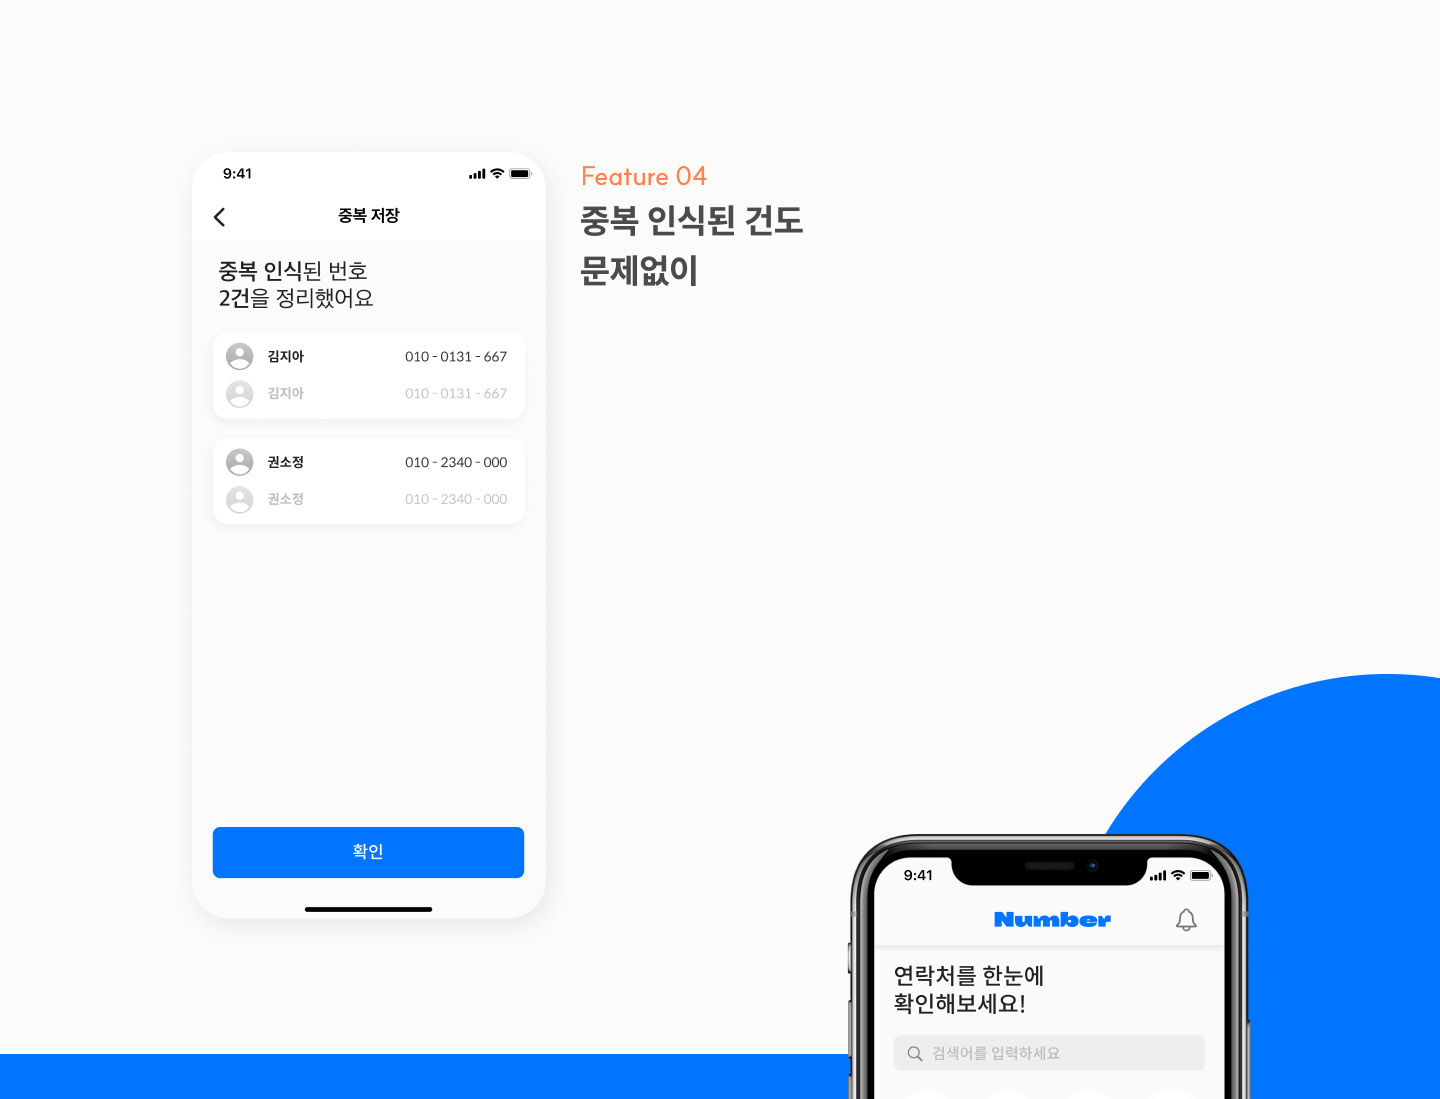 9:41
중복 저장
중복 인식된 번호
2건을 정리했어요
김지아 010 - 0131 - 667
김지아 010 - 0131 - 667
권소정 010 - 2340 - 000
권소정 010 - 2340 - 000
확인
Feature 04
중복 인식된 건도
문제없이
9:41
Number
연락처를 한눈에
확인해보세요!
검색어를 입력하세요